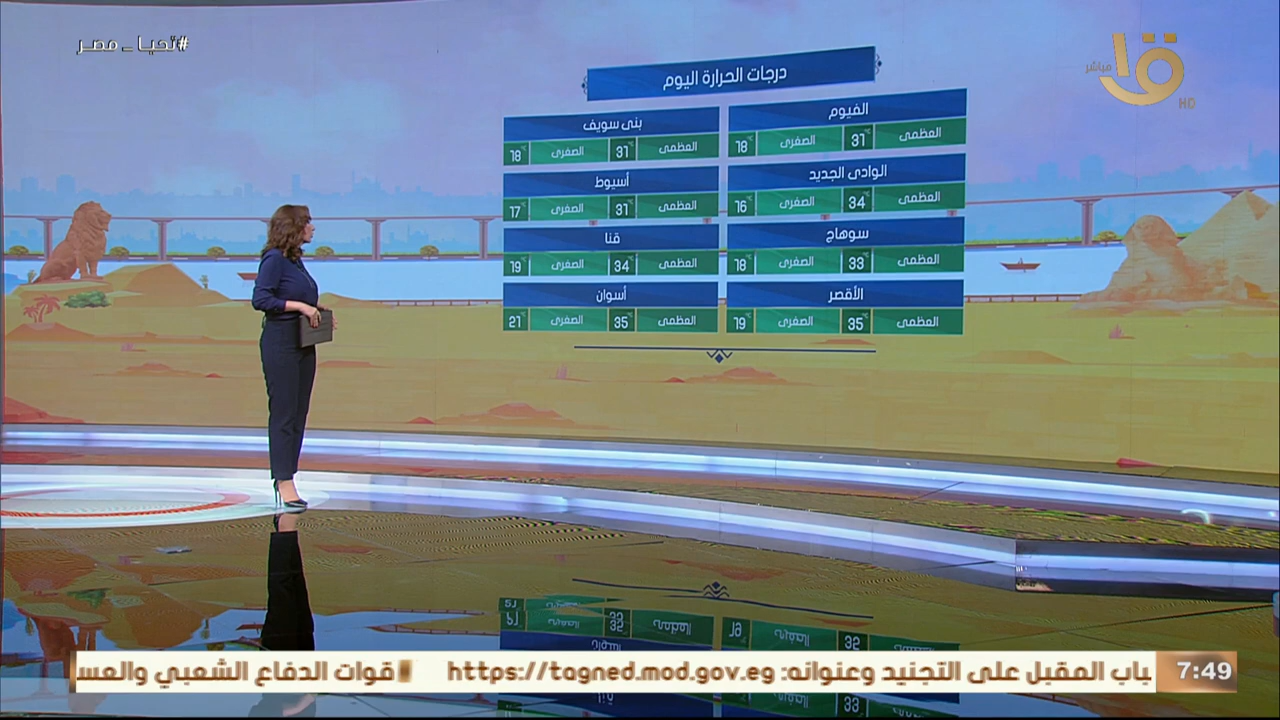 #تحيا_مصر
قا
مباشر
HD
درجات الحرارة اليوم
الفيوم
العظمى 31 الصغرى 18
بنى سويف
العظمى 31 الصغرى 18
الوادى الجديد
العظمى 34 الصغرى 16
أسيوط
العظمى 31 الصغرى 17
سوهاج
العظمى 33 الصغرى 18
قنا
العظمى 34 الصغرى 19
الأقصر
العظمى 35 الصغرى 19
أسوان
العظمى 35 الصغرى 21
7:49
باب المقبل على التجنيد وعنوانه: https://tagned.mod.gov.eg
قوات الدفاع الشعبي والعس